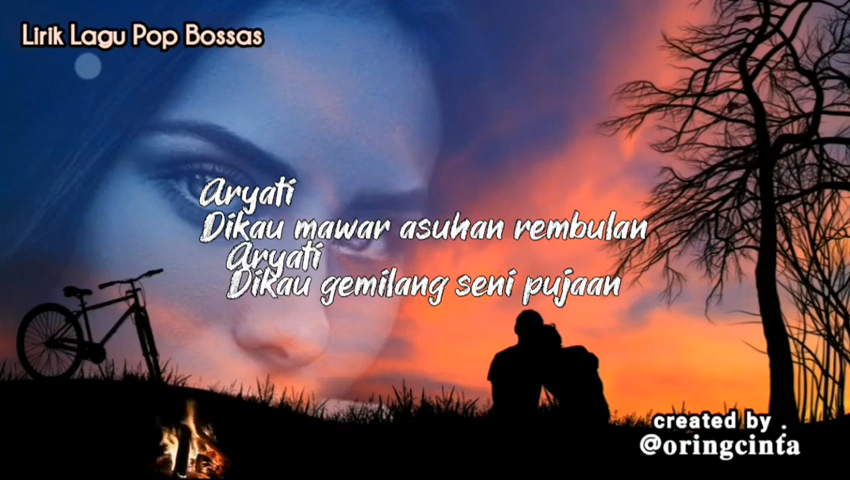 Lirik Lagu Pop Bossas
Aryati
Dikau mawar asuhan rembulan
Aryati
Dikau gemilang seni pujaan
created by .
@oringcinta